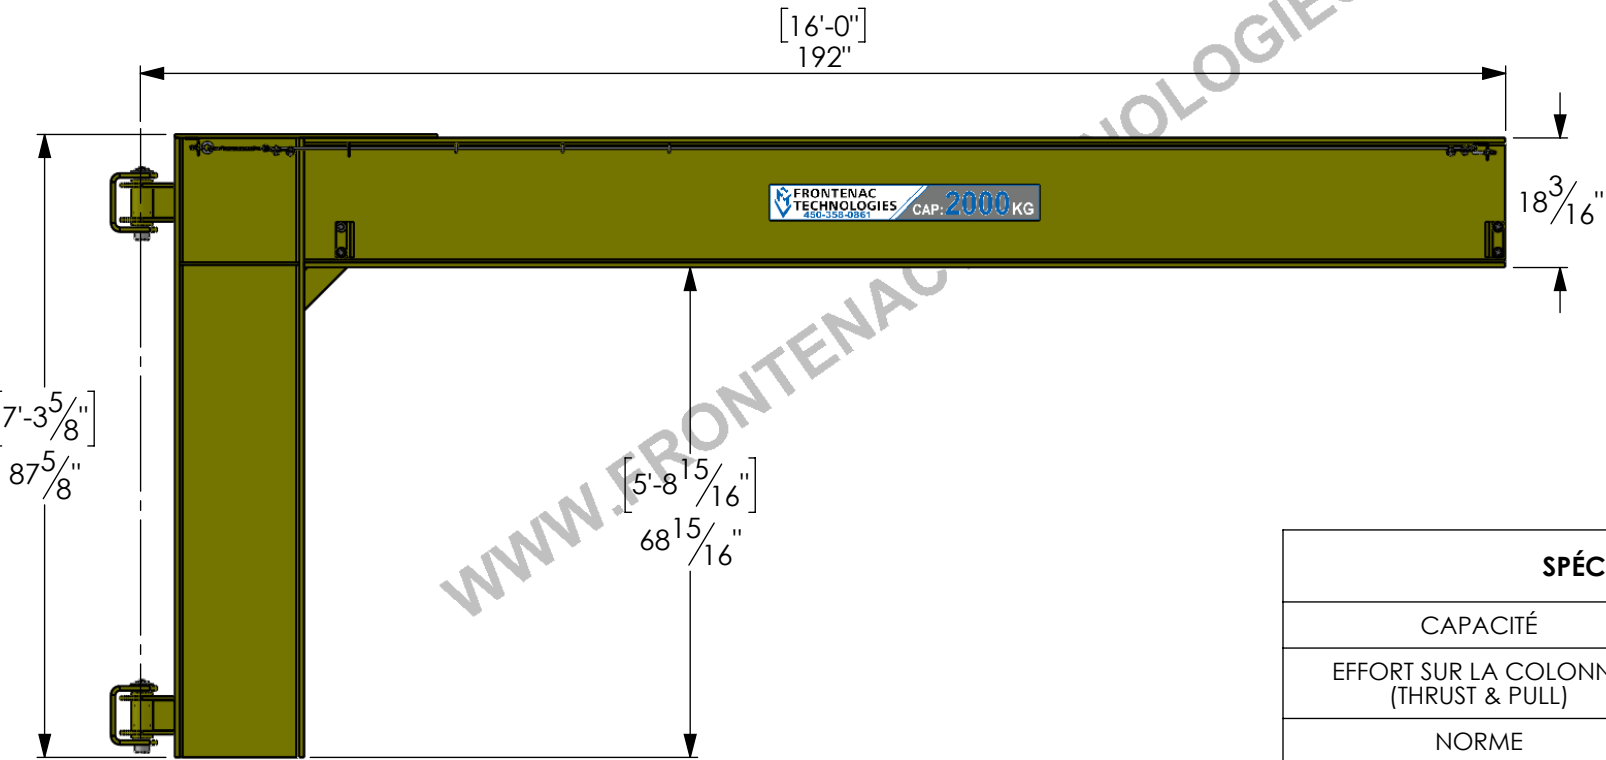 [16'-0"]
192"
FRONTENAC
TECHNOLOGIES
450-358-0861
CAP: 2000 KG
18 3/16"
7'-3 5/8"]
87 5/8"
[5'-8 15/16"]
68 15/16"
WWW.FRONTENAC NOLOGIES
SPÉC
CAPACITÉ
EFFORT SUR LA COLONN
(THRUST & PULL)
NORME